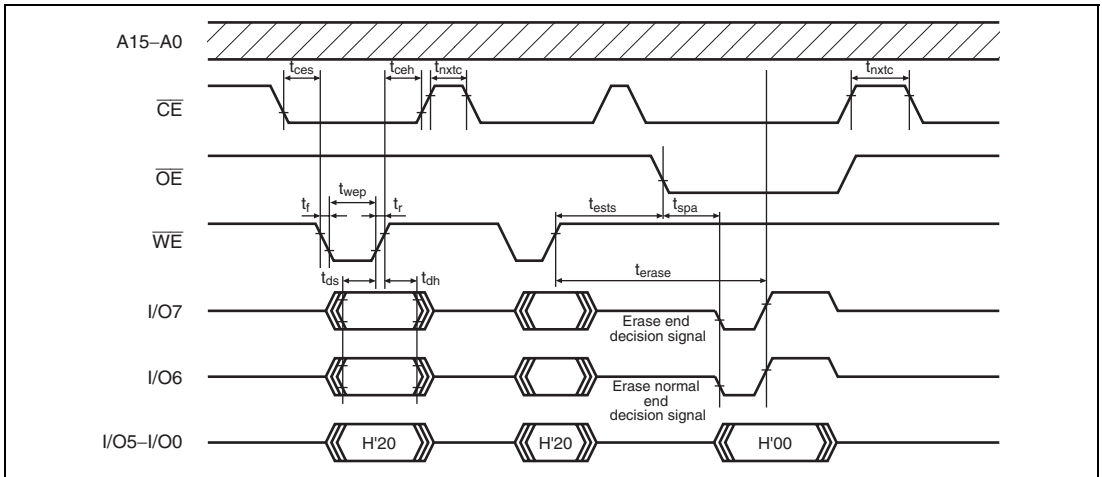 A15–A0
tces
tceh
tnxtc
tnxtc
CE
OE
twep
tests
tspa
tf
tr
WE
terase
tds
tdh
I/O7
Erase end
decision signal
I/O6
Erase normal
end
decision signal
I/O5–I/O0
H'20
H'20
H'00